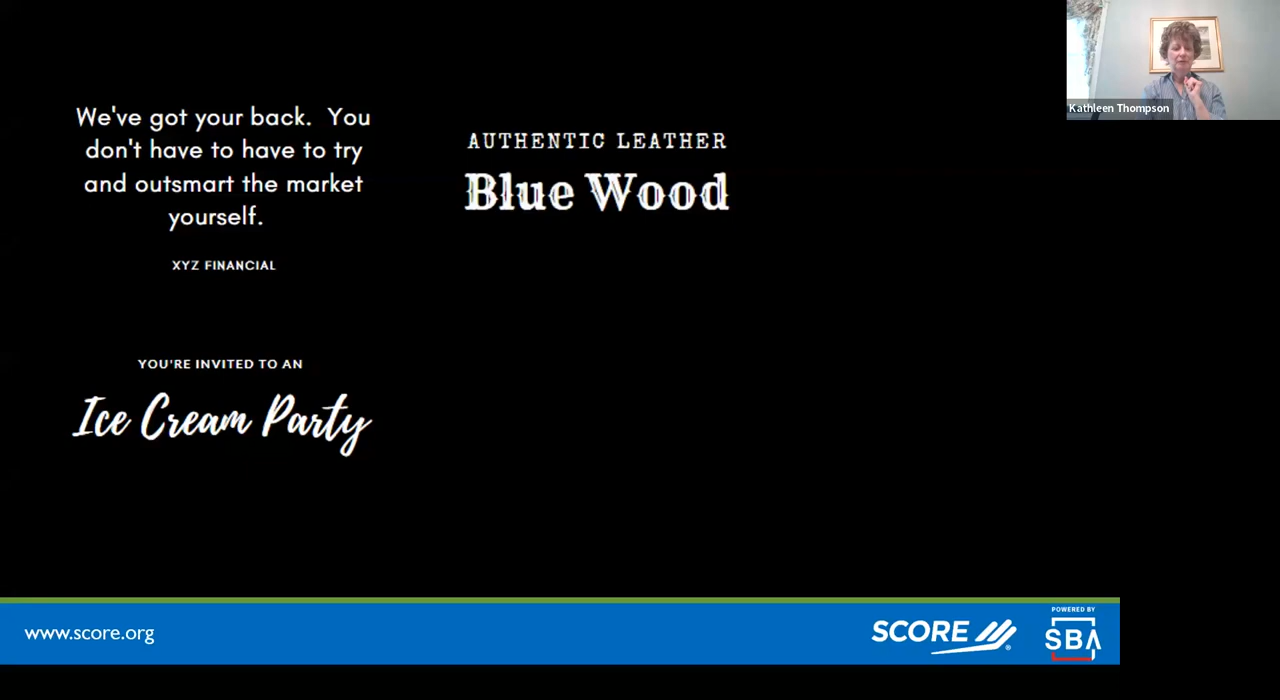 Kathleen Thompson
We've got your back. You
don't have to have to try
and outsmart the market
yourself.
XYZ FINANCIAL
AUTHENTIC LEATHER
Blue Wood
YOU'RE INVITED TO AN
Ice Cream Party
www.score.org
SCORE
POWERED BY
SBA